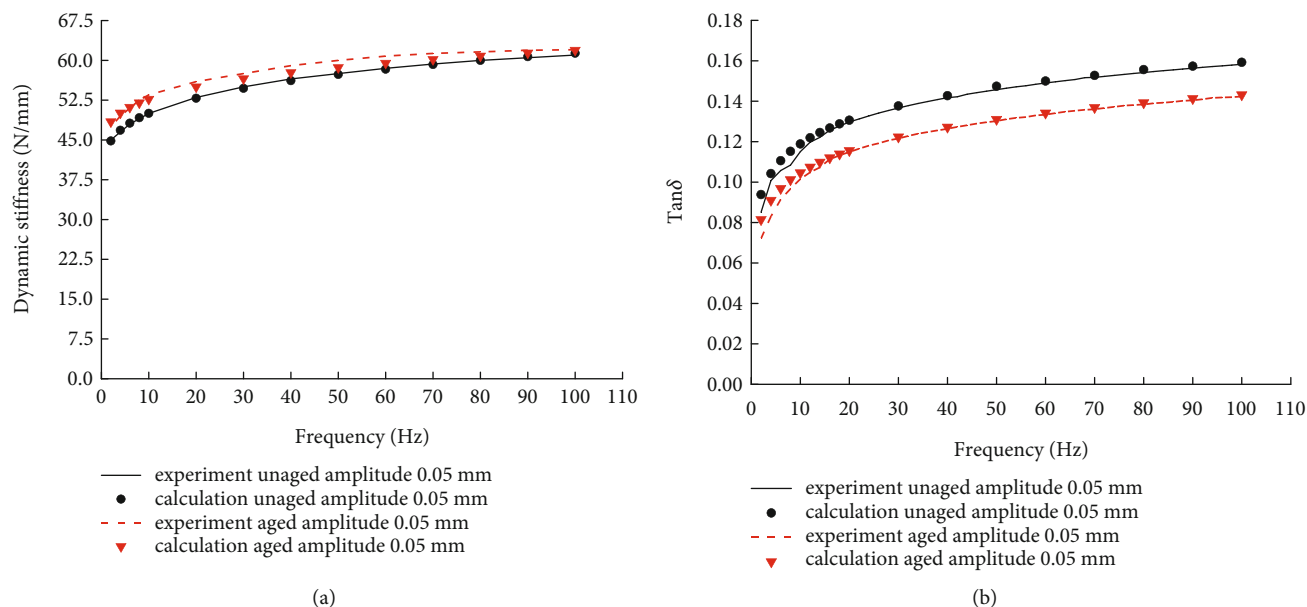 67.5
60.0
52.5
45.0
37.5
30.0
22.5
15.0
7.5
0.0
Dynamic stiffness (N/mm)
0 10 20 30 40 50 60 70 80 90 100 110
Frequency (Hz)
experiment unaged amplitude 0.05 mm
calculation unaged amplitude 0.05 mm
experiment aged amplitude 0.05 mm
calculation aged amplitude 0.05 mm
(a)
0.18
0.16
0.14
0.12
0.10
0.08
0.06
0.04
0.02
0.00
Tanδ
0 10 20 30 40 50 60 70 80 90 100 110
Frequency (Hz)
experiment unaged amplitude 0.05 mm
calculation unaged amplitude 0.05 mm
experiment aged amplitude 0.05 mm
calculation aged amplitude 0.05 mm
(b)